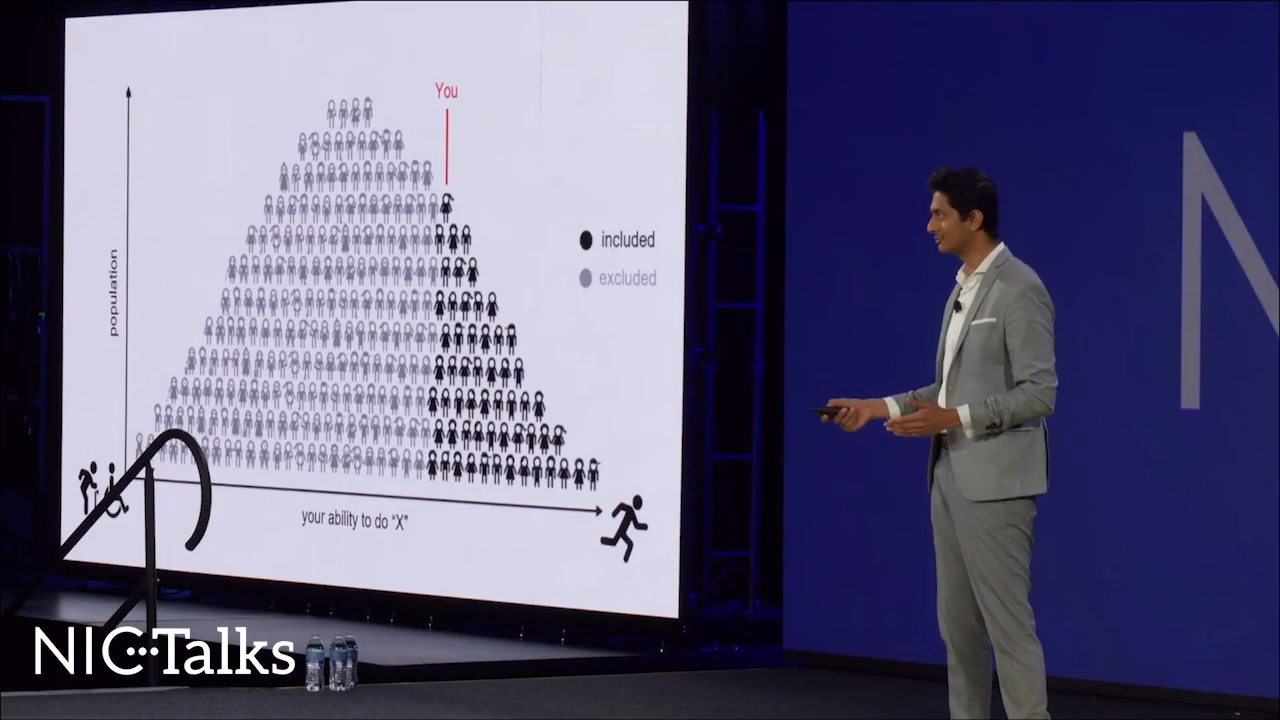 You
included
excluded
population
your ability to do "X"
N
NIC Talks